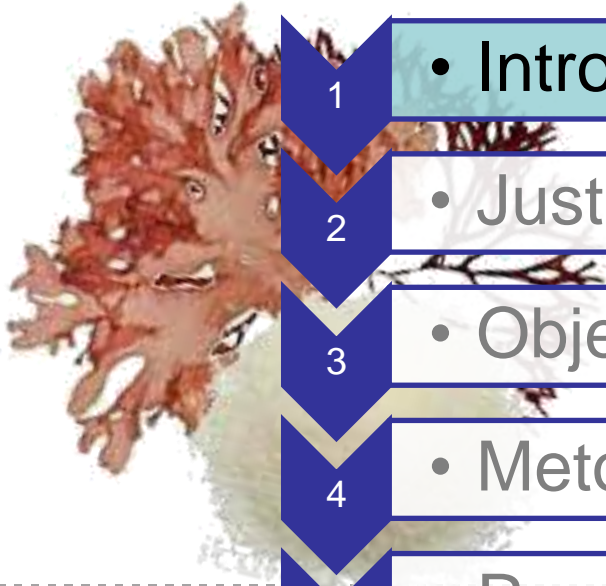 1
• Intro
2
• Just
3
• Obje
4
• Meto